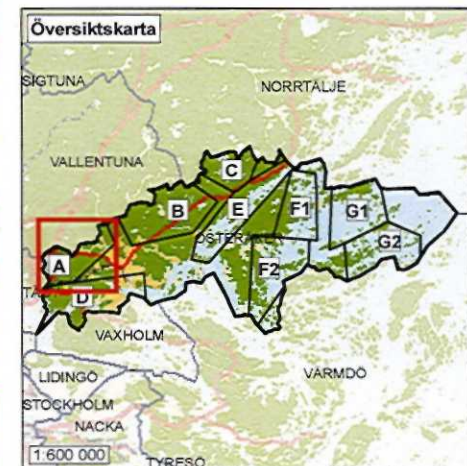 Översiktskarta
SIGTUNA
NORRTÄLJE
VALLENTUNA
C
B
E
F1
G1
G2
A
F2
D
VAXHOLM
VÄRMDÖ
LIDINGÖ
STOCKHOLM
NACKA
1:600 000
TYRESÖ